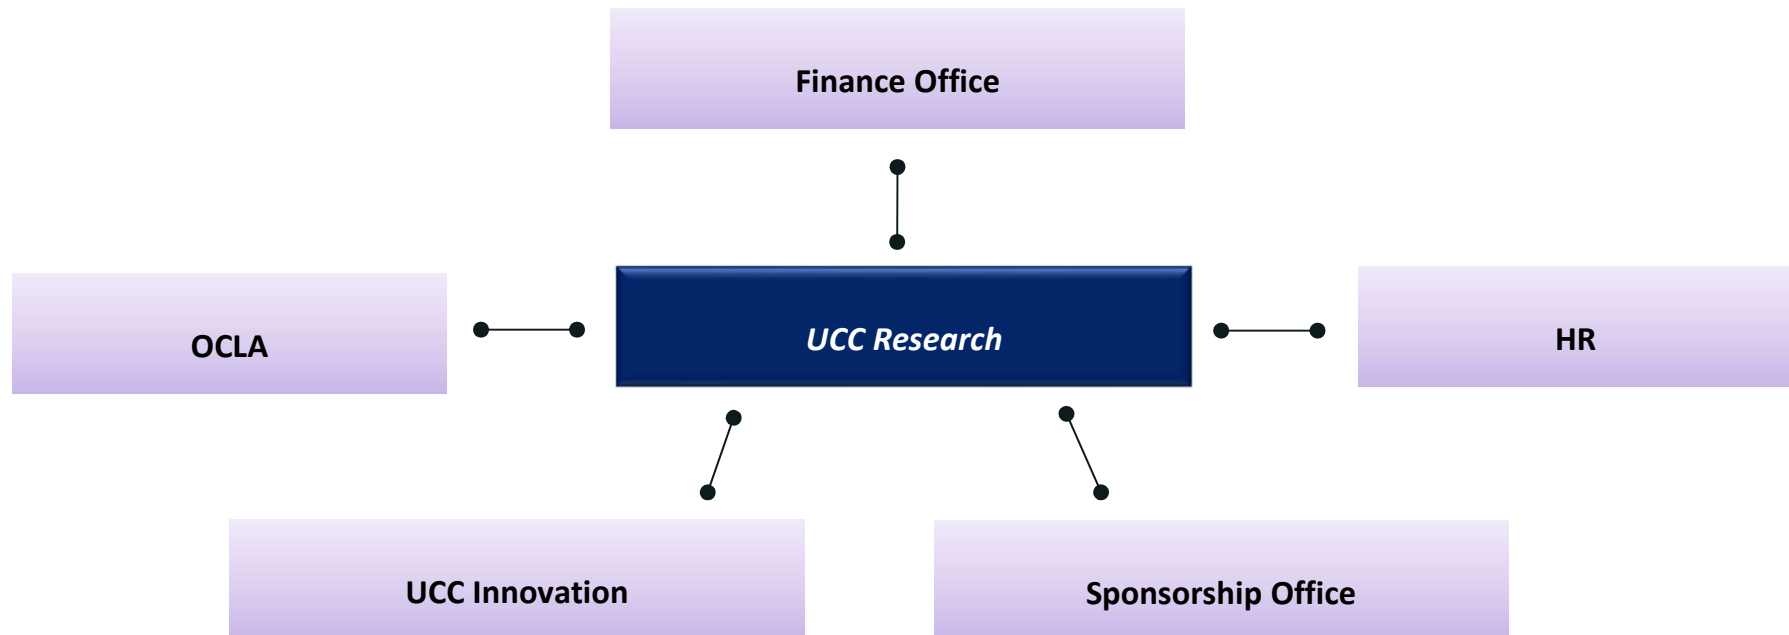 Finance Office
OCLA
UCC Research
HR
UCC Innovation
Sponsorship Office